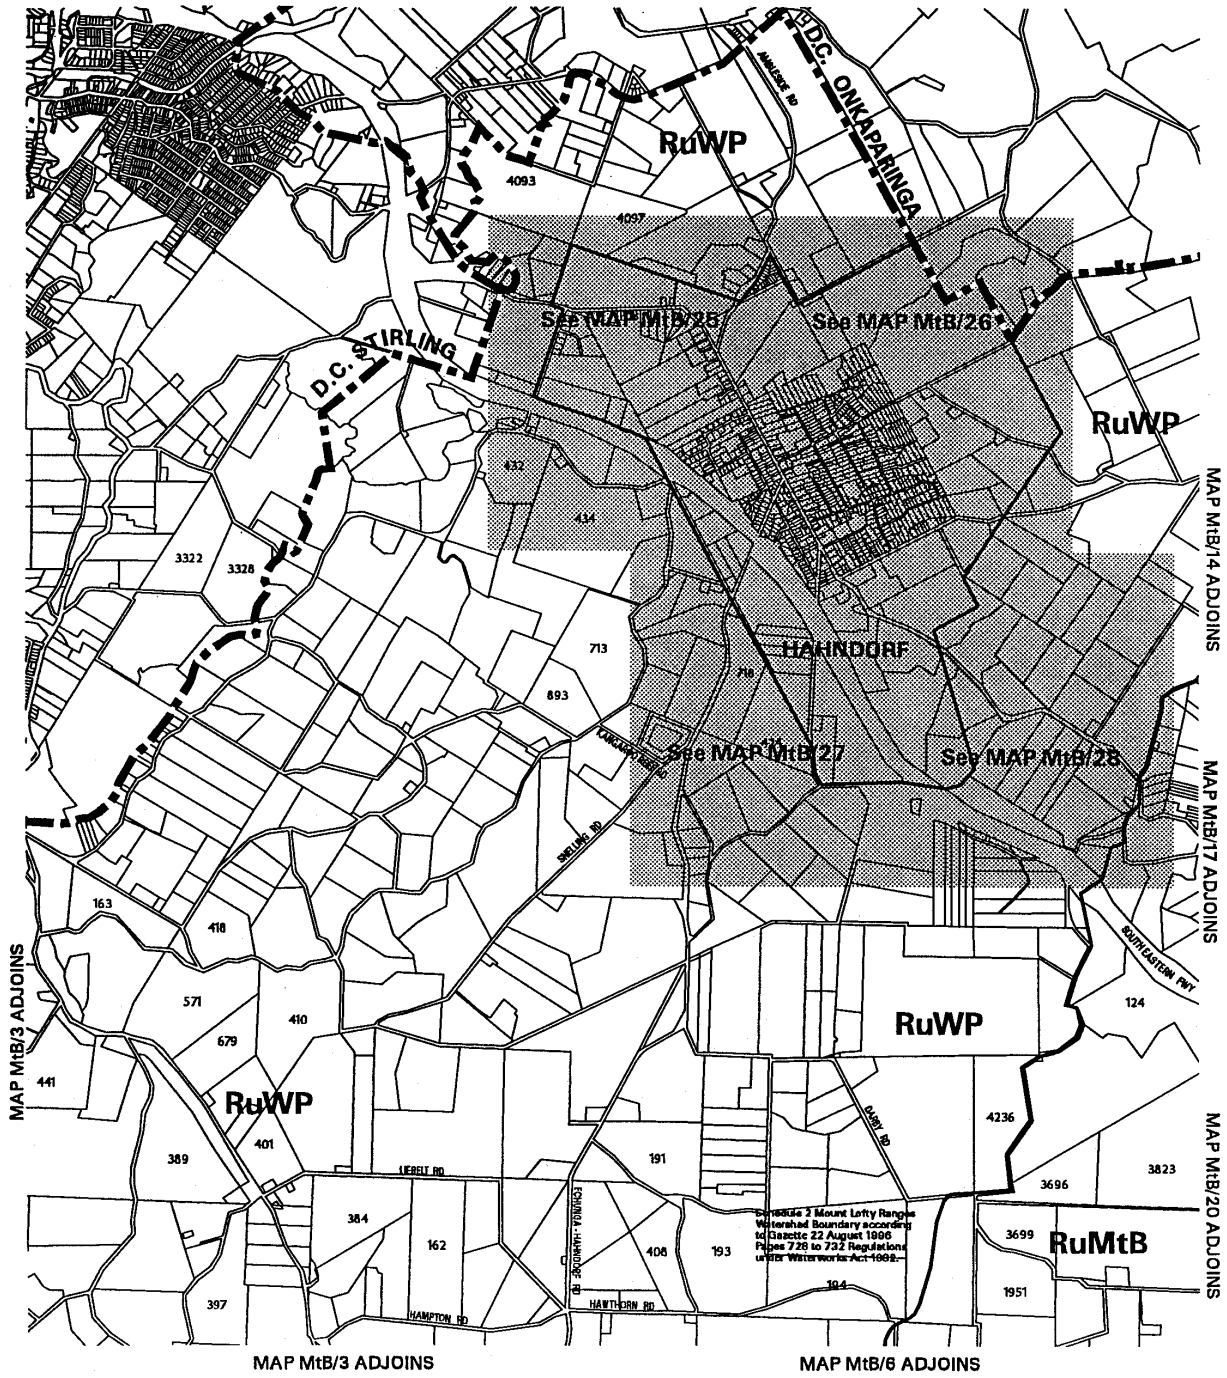 D.C. ONKAPARINGA
AMBLESIDE RD
RuWP
4093
4097
See MAP MtB/25
See MAP MtB/26
D.C. STIRLING
RuWP
432
434
3322
3328
MAP MtB/14 ADJOINS
713
HAHNDORF
718
893
See MAP MtB/27
See MAP MtB/28
SNELLING RD
MAP MtB/17 ADJOINS
163
418
SOUTH EASTERN FWY
MAP MtB/3 ADJOINS
571
410
124
679
RuWP
441
RuWP
DARBY RD
4236
401
389
191
3823
LIEBELT RD
3696
MAP MtB/20 ADJOINS
ECHUNGA - HAHNDORF RD
384
162
408
193
Schedule 2 Mount Lofty Ranges
Watershed Boundary according
to Gazette 22 August 1996
Pages 728 to 732 Regulations
under Waterworks Act 1932.
3699
RuMtB
194
1951
397
HAMPTON RD
HAWTHORN RD
MAP MtB/3 ADJOINS
MAP MtB/6 ADJOINS